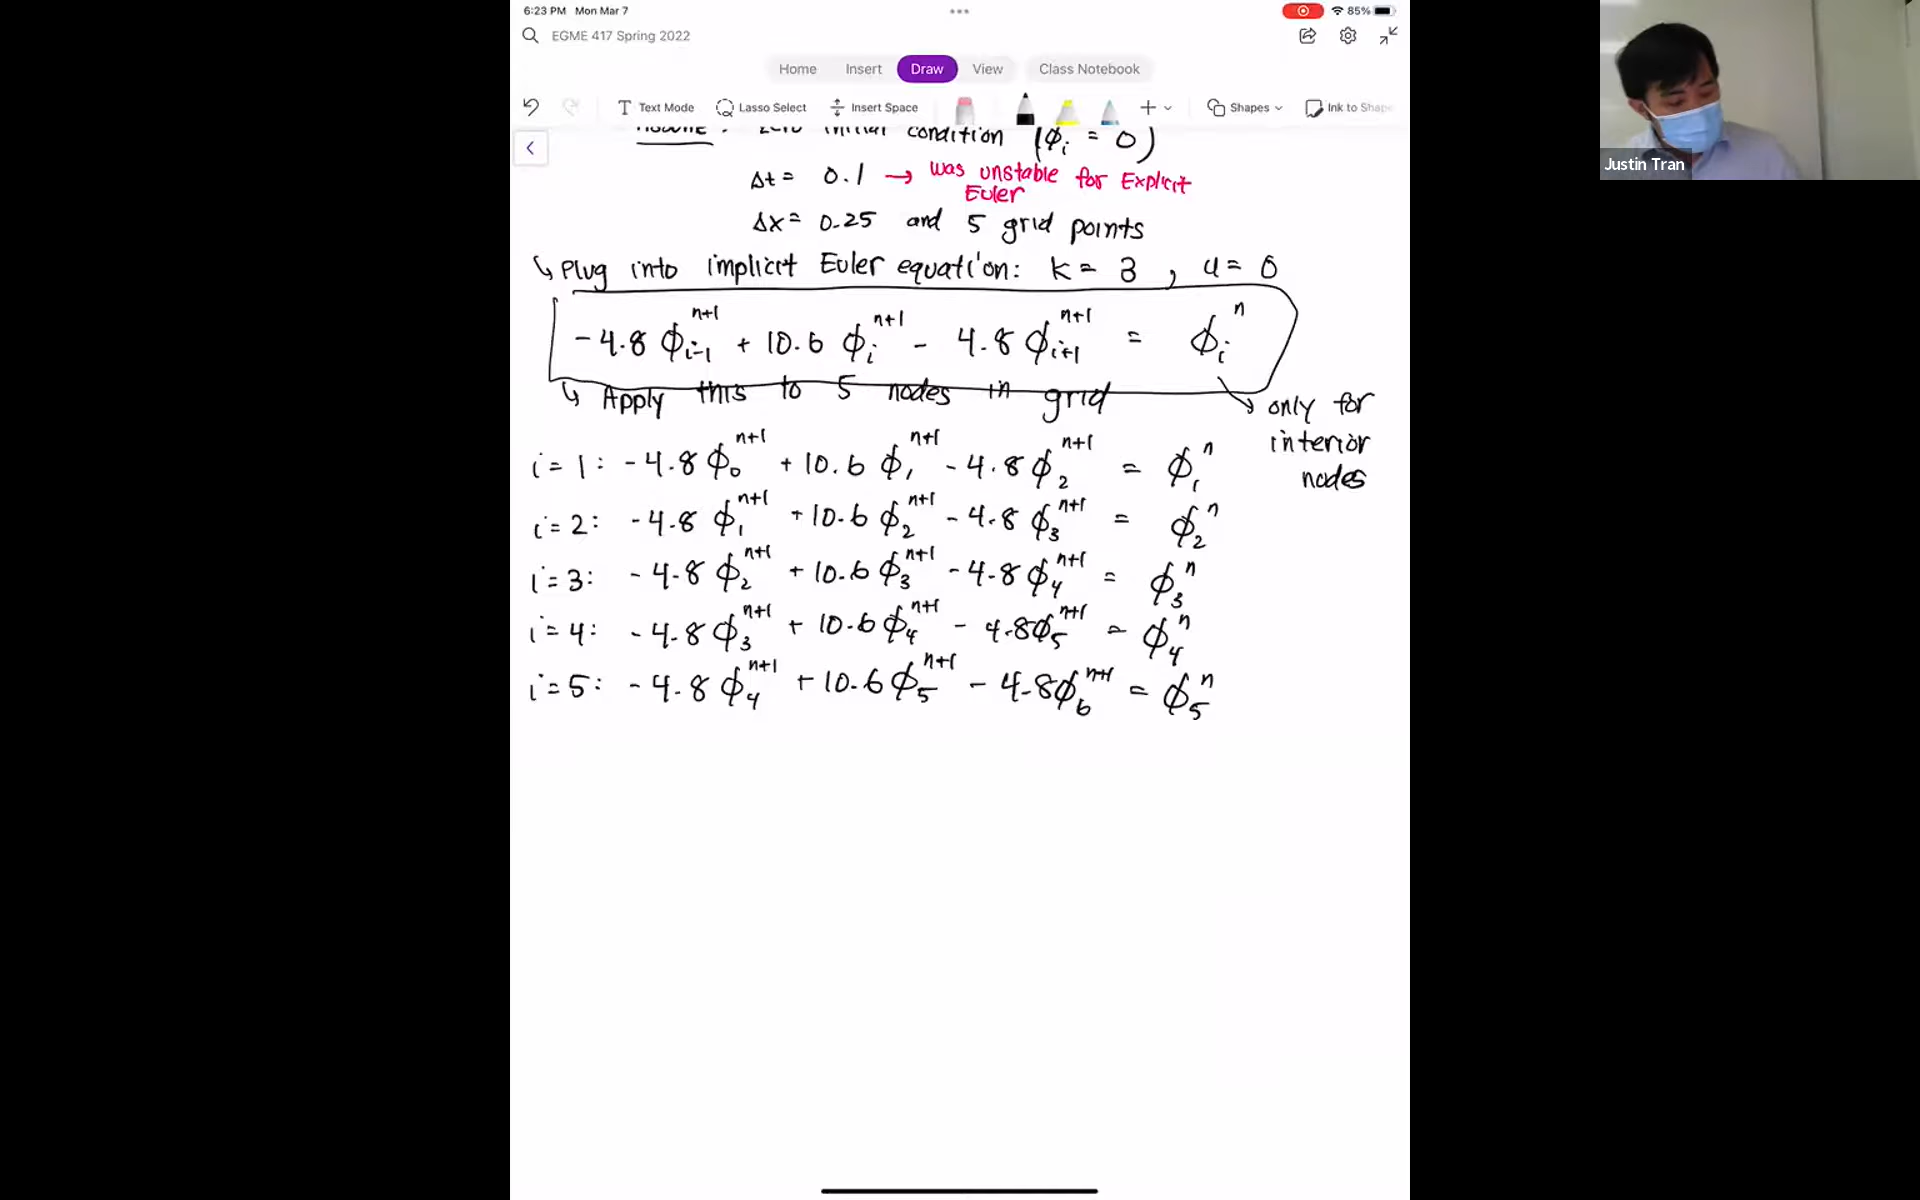 6:23 PM Mon Mar 7
85%
EGME 417 Spring 2022
Home Insert Draw View Class Notebook
Text Mode Lasso Select Insert Space Shapes Ink to Shape
Assume: zero initial condition (ϕᵢ = 0)
Δt = 0.1 → was unstable for Explicit
Euler
Δx = 0.25 and 5 grid points
↳ Plug into implicit Euler equation: k = 3, u = 0
-4.8 ϕᵢ₋₁ⁿ⁺¹ + 10.6 ϕᵢⁿ⁺¹ - 4.8 ϕᵢ₊₁ⁿ⁺¹ = ϕᵢⁿ
↳ Apply this to 5 nodes in grid
→ only for
interior
nodes
i = 1: -4.8 ϕ₀ⁿ⁺¹ + 10.6 ϕ₁ⁿ⁺¹ - 4.8 ϕ₂ⁿ⁺¹ = ϕ₁ⁿ
i = 2: -4.8 ϕ₁ⁿ⁺¹ + 10.6 ϕ₂ⁿ⁺¹ - 4.8 ϕ₃ⁿ⁺¹ = ϕ₂ⁿ
i = 3: -4.8 ϕ₂ⁿ⁺¹ + 10.6 ϕ₃ⁿ⁺¹ - 4.8 ϕ₄ⁿ⁺¹ = ϕ₃ⁿ
i = 4: -4.8 ϕ₃ⁿ⁺¹ + 10.6 ϕ₄ⁿ⁺¹ - 4.8 ϕ₅ⁿ⁺¹ = ϕ₄ⁿ
i = 5: -4.8 ϕ₄ⁿ⁺¹ + 10.6 ϕ₅ⁿ⁺¹ - 4.8 ϕ₆ⁿ⁺¹ = ϕ₅ⁿ
Justin Tran